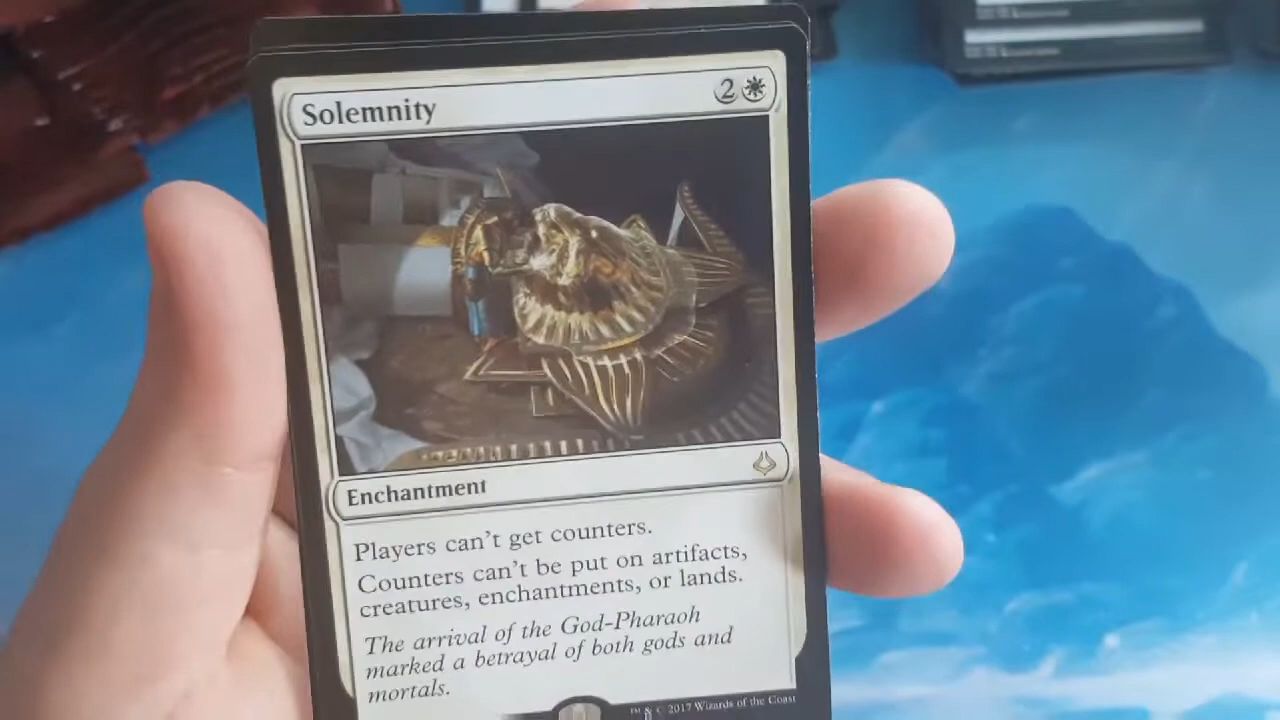 Solemnity 2
Enchantment
Players can't get counters.
Counters can't be put on artifacts,
creatures, enchantments, or lands.
The arrival of the God-Pharaoh
marked a betrayal of both gods and
mortals.
™ & © 2017 Wizards of the Coast